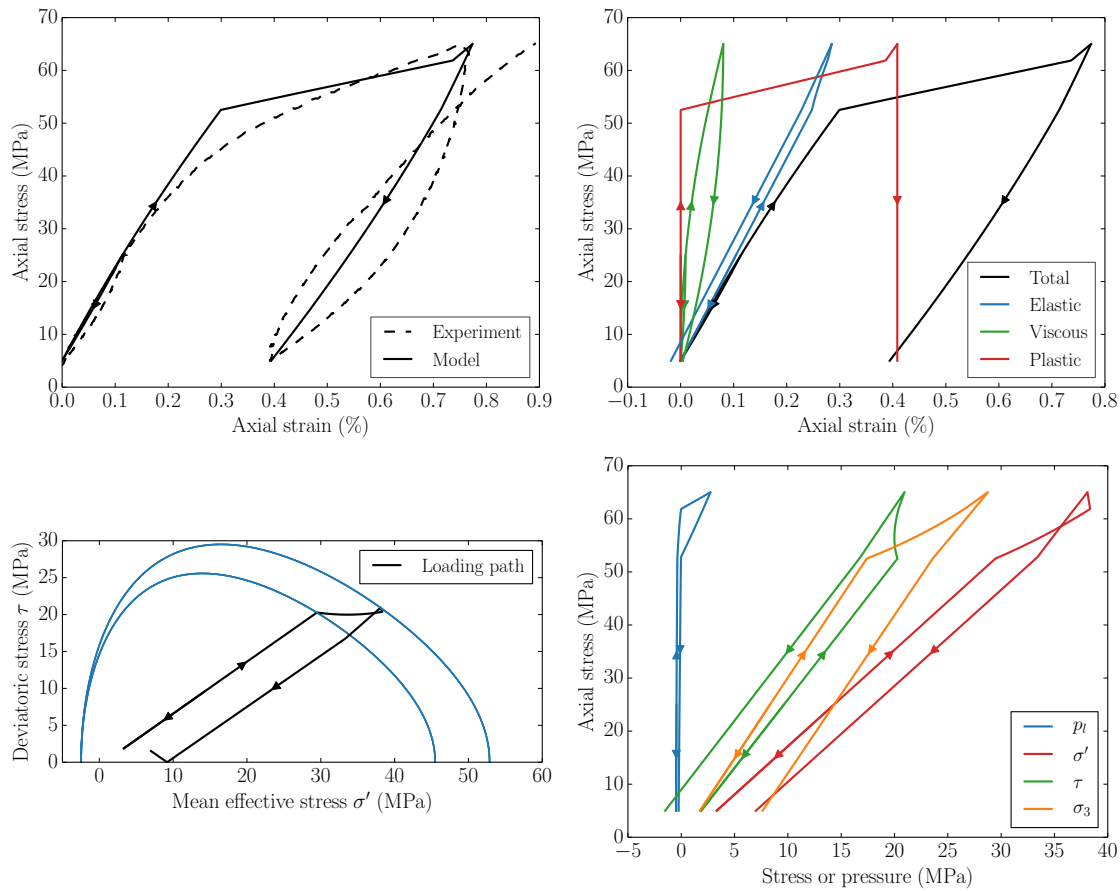 70
60
50
40
30
20
10
0
Axial stress (MPa)
0.0 0.1 0.2 0.3 0.4 0.5 0.6 0.7 0.8 0.9
Axial strain (%)
Experiment
Model
70
60
50
40
30
20
10
0
Axial stress (MPa)
−0.1 0.0 0.1 0.2 0.3 0.4 0.5 0.6 0.7 0.8
Axial strain (%)
Total
Elastic
Viscous
Plastic
30
25
20
15
10
5
0
Deviatoric stress τ (MPa)
0 10 20 30 40 50 60
Mean effective stress σ′ (MPa)
Loading path
70
60
50
40
30
20
10
0
Axial stress (MPa)
−5 0 5 10 15 20 25 30 35 40
Stress or pressure (MPa)
p_l
σ′
τ
σ₃